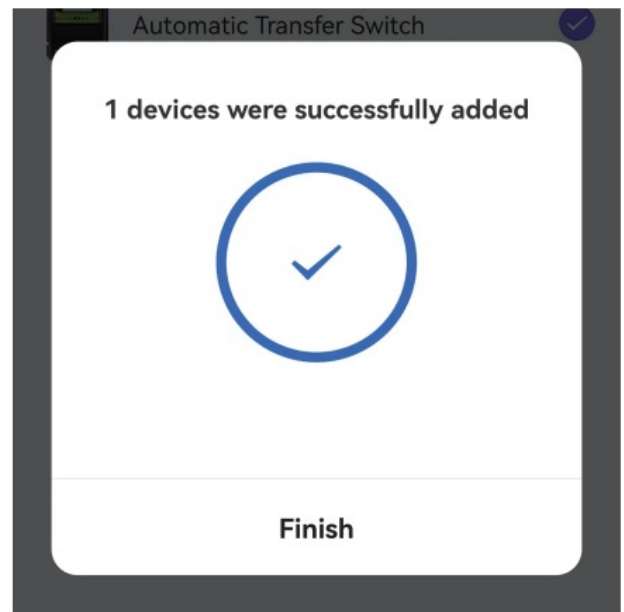 Automatic Transfer Switch
1 devices were successfully added
Finish